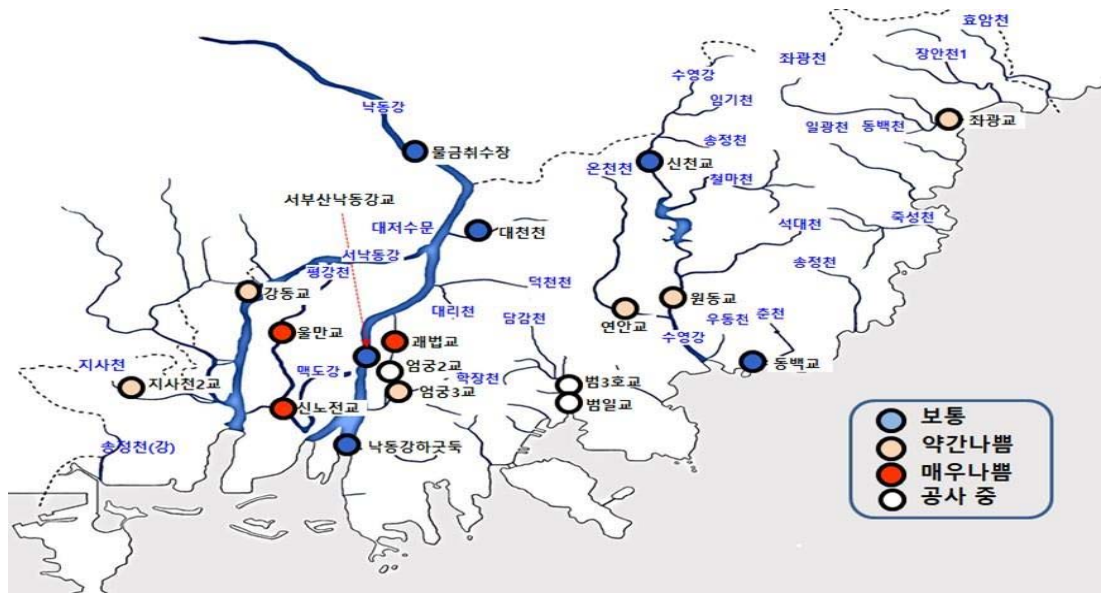 효암천
장안천1
좌광천
수영강
임기천
낙동강
일광천
동백천
좌광교
송정천
물금취수장
온천천
신천교
철마천
서부산낙동강교
대저수문
대천천
석대천
죽성천
서낙동강
평강천
송정천
덕천천
강동교
대리천
담감천
원동교
연안교
우동천
춘천
수영강
울만교
괘법교
지사천
맥도강
엄궁2교
동백교
지사천2교
학장천
범3호교
엄궁3교
신노전교
범일교
송정천(강)
낙동강하굿둑
보통
약간나쁨
매우나쁨
공사 중